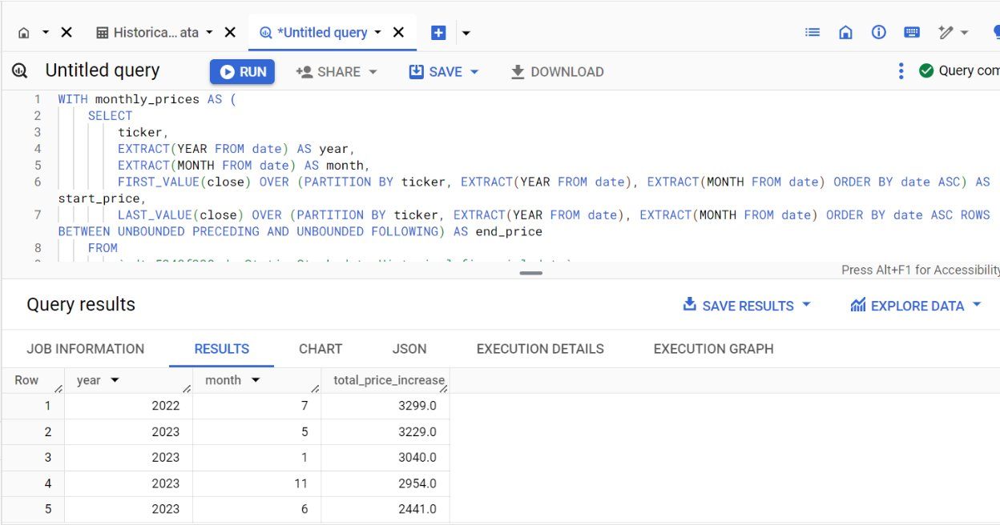 Historica... ata
*Untitled query
Untitled query
RUN
SHARE
SAVE
DOWNLOAD
Query com
1 WITH monthly_prices AS (
2 SELECT
3 ticker,
4 EXTRACT(YEAR FROM date) AS year,
5 EXTRACT(MONTH FROM date) AS month,
6 FIRST_VALUE(close) OVER (PARTITION BY ticker, EXTRACT(YEAR FROM date), EXTRACT(MONTH FROM date) ORDER BY date ASC) AS
start_price,
7 LAST_VALUE(close) OVER (PARTITION BY ticker, EXTRACT(YEAR FROM date), EXTRACT(MONTH FROM date) ORDER BY date ASC ROWS
BETWEEN UNBOUNDED PRECEDING AND UNBOUNDED FOLLOWING) AS end_price
8 FROM
Press Alt+F1 for Accessibility
Query results
SAVE RESULTS
EXPLORE DATA
JOB INFORMATION RESULTS CHART JSON EXECUTION DETAILS EXECUTION GRAPH
Row year month total_price_increase
1 2022 7 3299.0
2 2023 5 3229.0
3 2023 1 3040.0
4 2023 11 2954.0
5 2023 6 2441.0